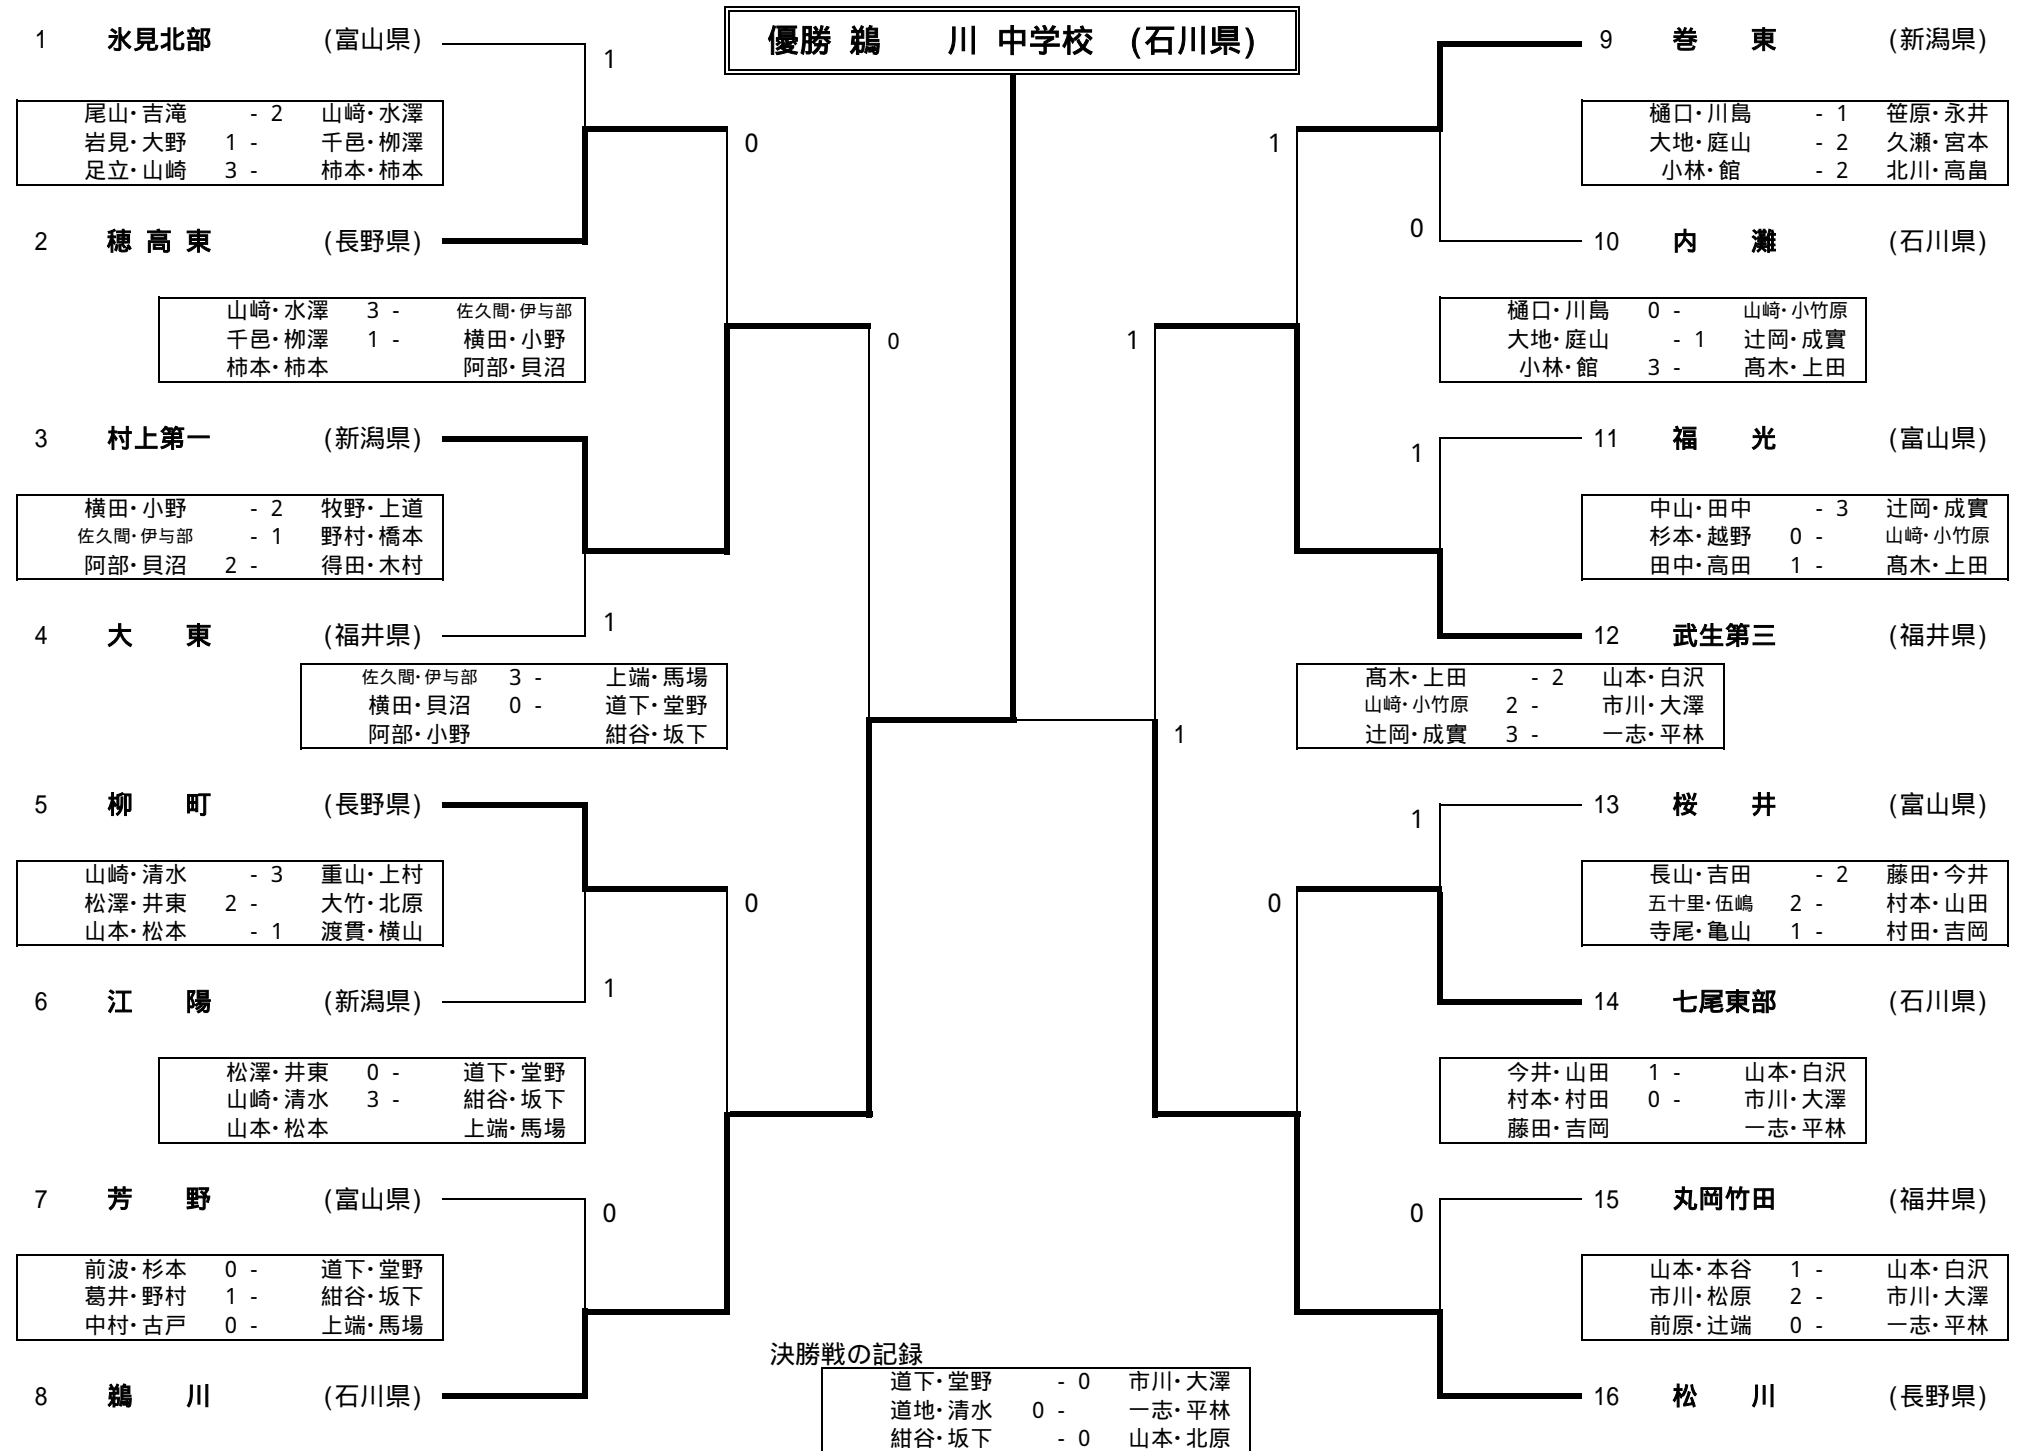 優勝 鵜 川 中学校 (石川県)
1 氷見北部 (富山県)
1
尾山・吉滝 - 2 山﨑・水澤
岩見・大野 1 - 千邑・栁澤
足立・山崎 3 - 柿本・柿本
0
2 穂高東 (長野県)
山﨑・水澤 3 - 佐久間・伊与部
千邑・栁澤 1 - 横田・小野
柿本・柿本 阿部・貝沼
0
3 村上第一 (新潟県)
横田・小野 - 2 牧野・上道
佐久間・伊与部 - 1 野村・橋本
阿部・貝沼 2 - 得田・木村
1
4 大 東 (福井県)
佐久間・伊与部 3 - 上端・馬場
横田・貝沼 0 - 道下・堂野
阿部・小野 紺谷・坂下
5 柳 町 (長野県)
山崎・清水 - 3 重山・上村
松澤・井東 2 - 大竹・北原
山本・松本 - 1 渡貫・横山
0
1
6 江 陽 (新潟県)
松澤・井東 0 - 道下・堂野
山崎・清水 3 - 紺谷・坂下
山本・松本 上端・馬場
7 芳 野 (富山県)
0
前波・杉本 0 - 道下・堂野
葛井・野村 1 - 紺谷・坂下
中村・古戸 0 - 上端・馬場
8 鵜 川 (石川県)
9 巻 東 (新潟県)
樋口・川島 - 1 笹原・永井
大地・庭山 - 2 久瀬・宮本
小林・館 - 2 北川・高畠
1
0
10 内 灘 (石川県)
樋口・川島 0 - 山﨑・小竹原
大地・庭山 - 1 辻岡・成實
小林・館 3 - 髙木・上田
1
11 福 光 (富山県)
1
中山・田中 - 3 辻岡・成實
杉本・越野 0 - 山﨑・小竹原
田中・高田 1 - 髙木・上田
12 武生第三 (福井県)
髙木・上田 - 2 山本・白沢
山﨑・小竹原 2 - 市川・大澤
辻岡・成實 3 - 一志・平林
1
13 桜 井 (富山県)
1
長山・吉田 - 2 藤田・今井
五十里・伍嶋 2 - 村本・山田
寺尾・亀山 1 - 村田・吉岡
0
14 七尾東部 (石川県)
今井・山田 1 - 山本・白沢
村本・村田 0 - 市川・大澤
藤田・吉岡 一志・平林
15 丸岡竹田 (福井県)
0
山本・本谷 1 - 山本・白沢
市川・松原 2 - 市川・大澤
前原・辻端 0 - 一志・平林
16 松 川 (長野県)
決勝戦の記録
道下・堂野 - 0 市川・大澤
道地・清水 0 - 一志・平林
紺谷・坂下 - 0 山本・北原